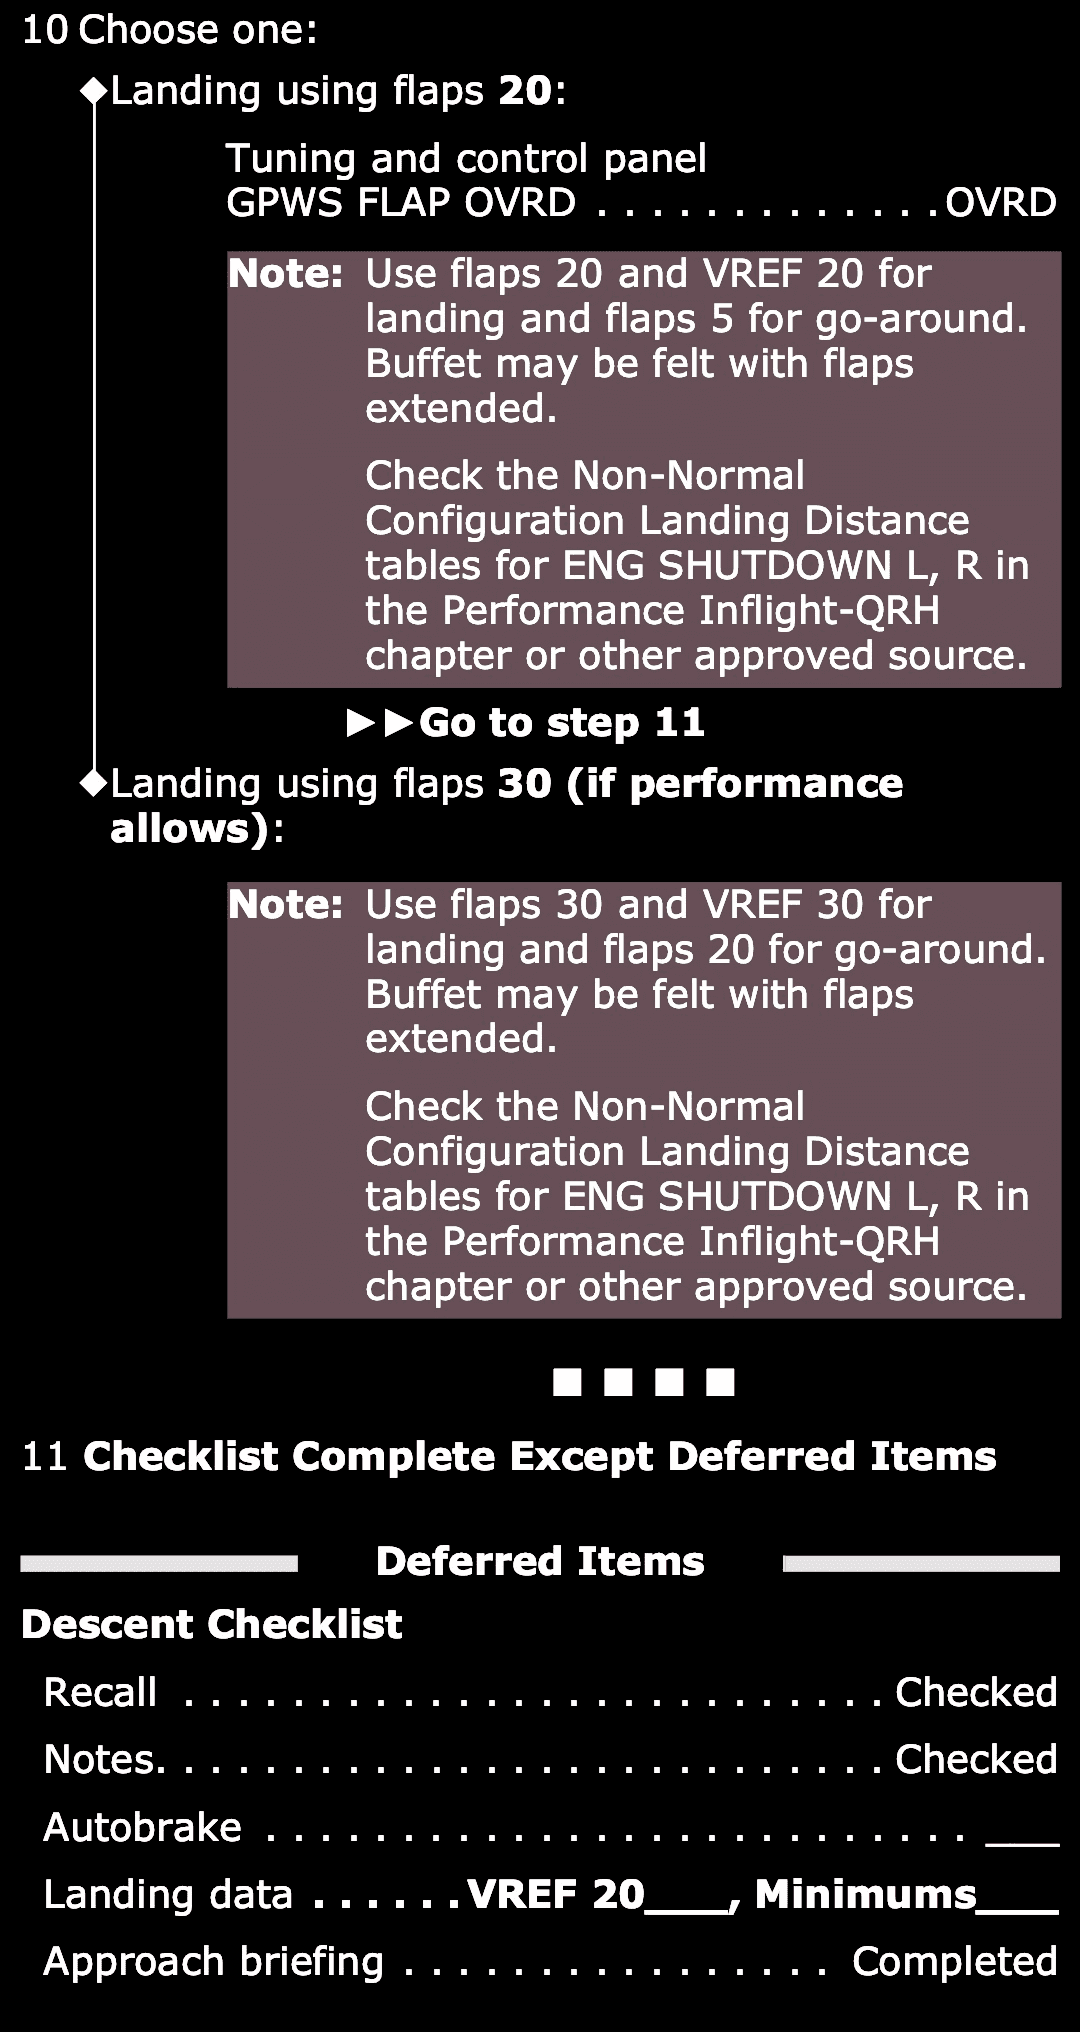 10 Choose one:
◆Landing using flaps 20:
Tuning and control panel
GPWS FLAP OVRD . . . . . . . . . . . . . OVRD
Note: Use flaps 20 and VREF 20 for
landing and flaps 5 for go-around.
Buffet may be felt with flaps
extended.
Check the Non-Normal
Configuration Landing Distance
tables for ENG SHUTDOWN L, R in
the Performance Inflight-QRH
chapter or other approved source.
►►Go to step 11
◆Landing using flaps 30 (if performance
allows):
Note: Use flaps 30 and VREF 30 for
landing and flaps 20 for go-around.
Buffet may be felt with flaps
extended.
Check the Non-Normal
Configuration Landing Distance
tables for ENG SHUTDOWN L, R in
the Performance Inflight-QRH
chapter or other approved source.
■ ■ ■ ■
11 Checklist Complete Except Deferred Items
Deferred Items
Descent Checklist
Recall . . . . . . . . . . . . . . . . . . . . . . . . . . Checked
Notes. . . . . . . . . . . . . . . . . . . . . . . . . . . Checked
Autobrake . . . . . . . . . . . . . . . . . . . . . . . . . . ___
Landing data . . . . . . VREF 20___, Minimums___
Approach briefing . . . . . . . . . . . . . . . . Completed